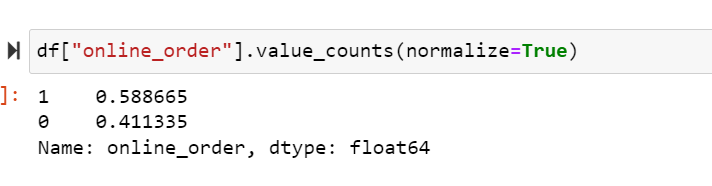 df["online_order"].value_counts(normalize=True)
]: 1    0.588665
0    0.411335
Name: online_order, dtype: float64